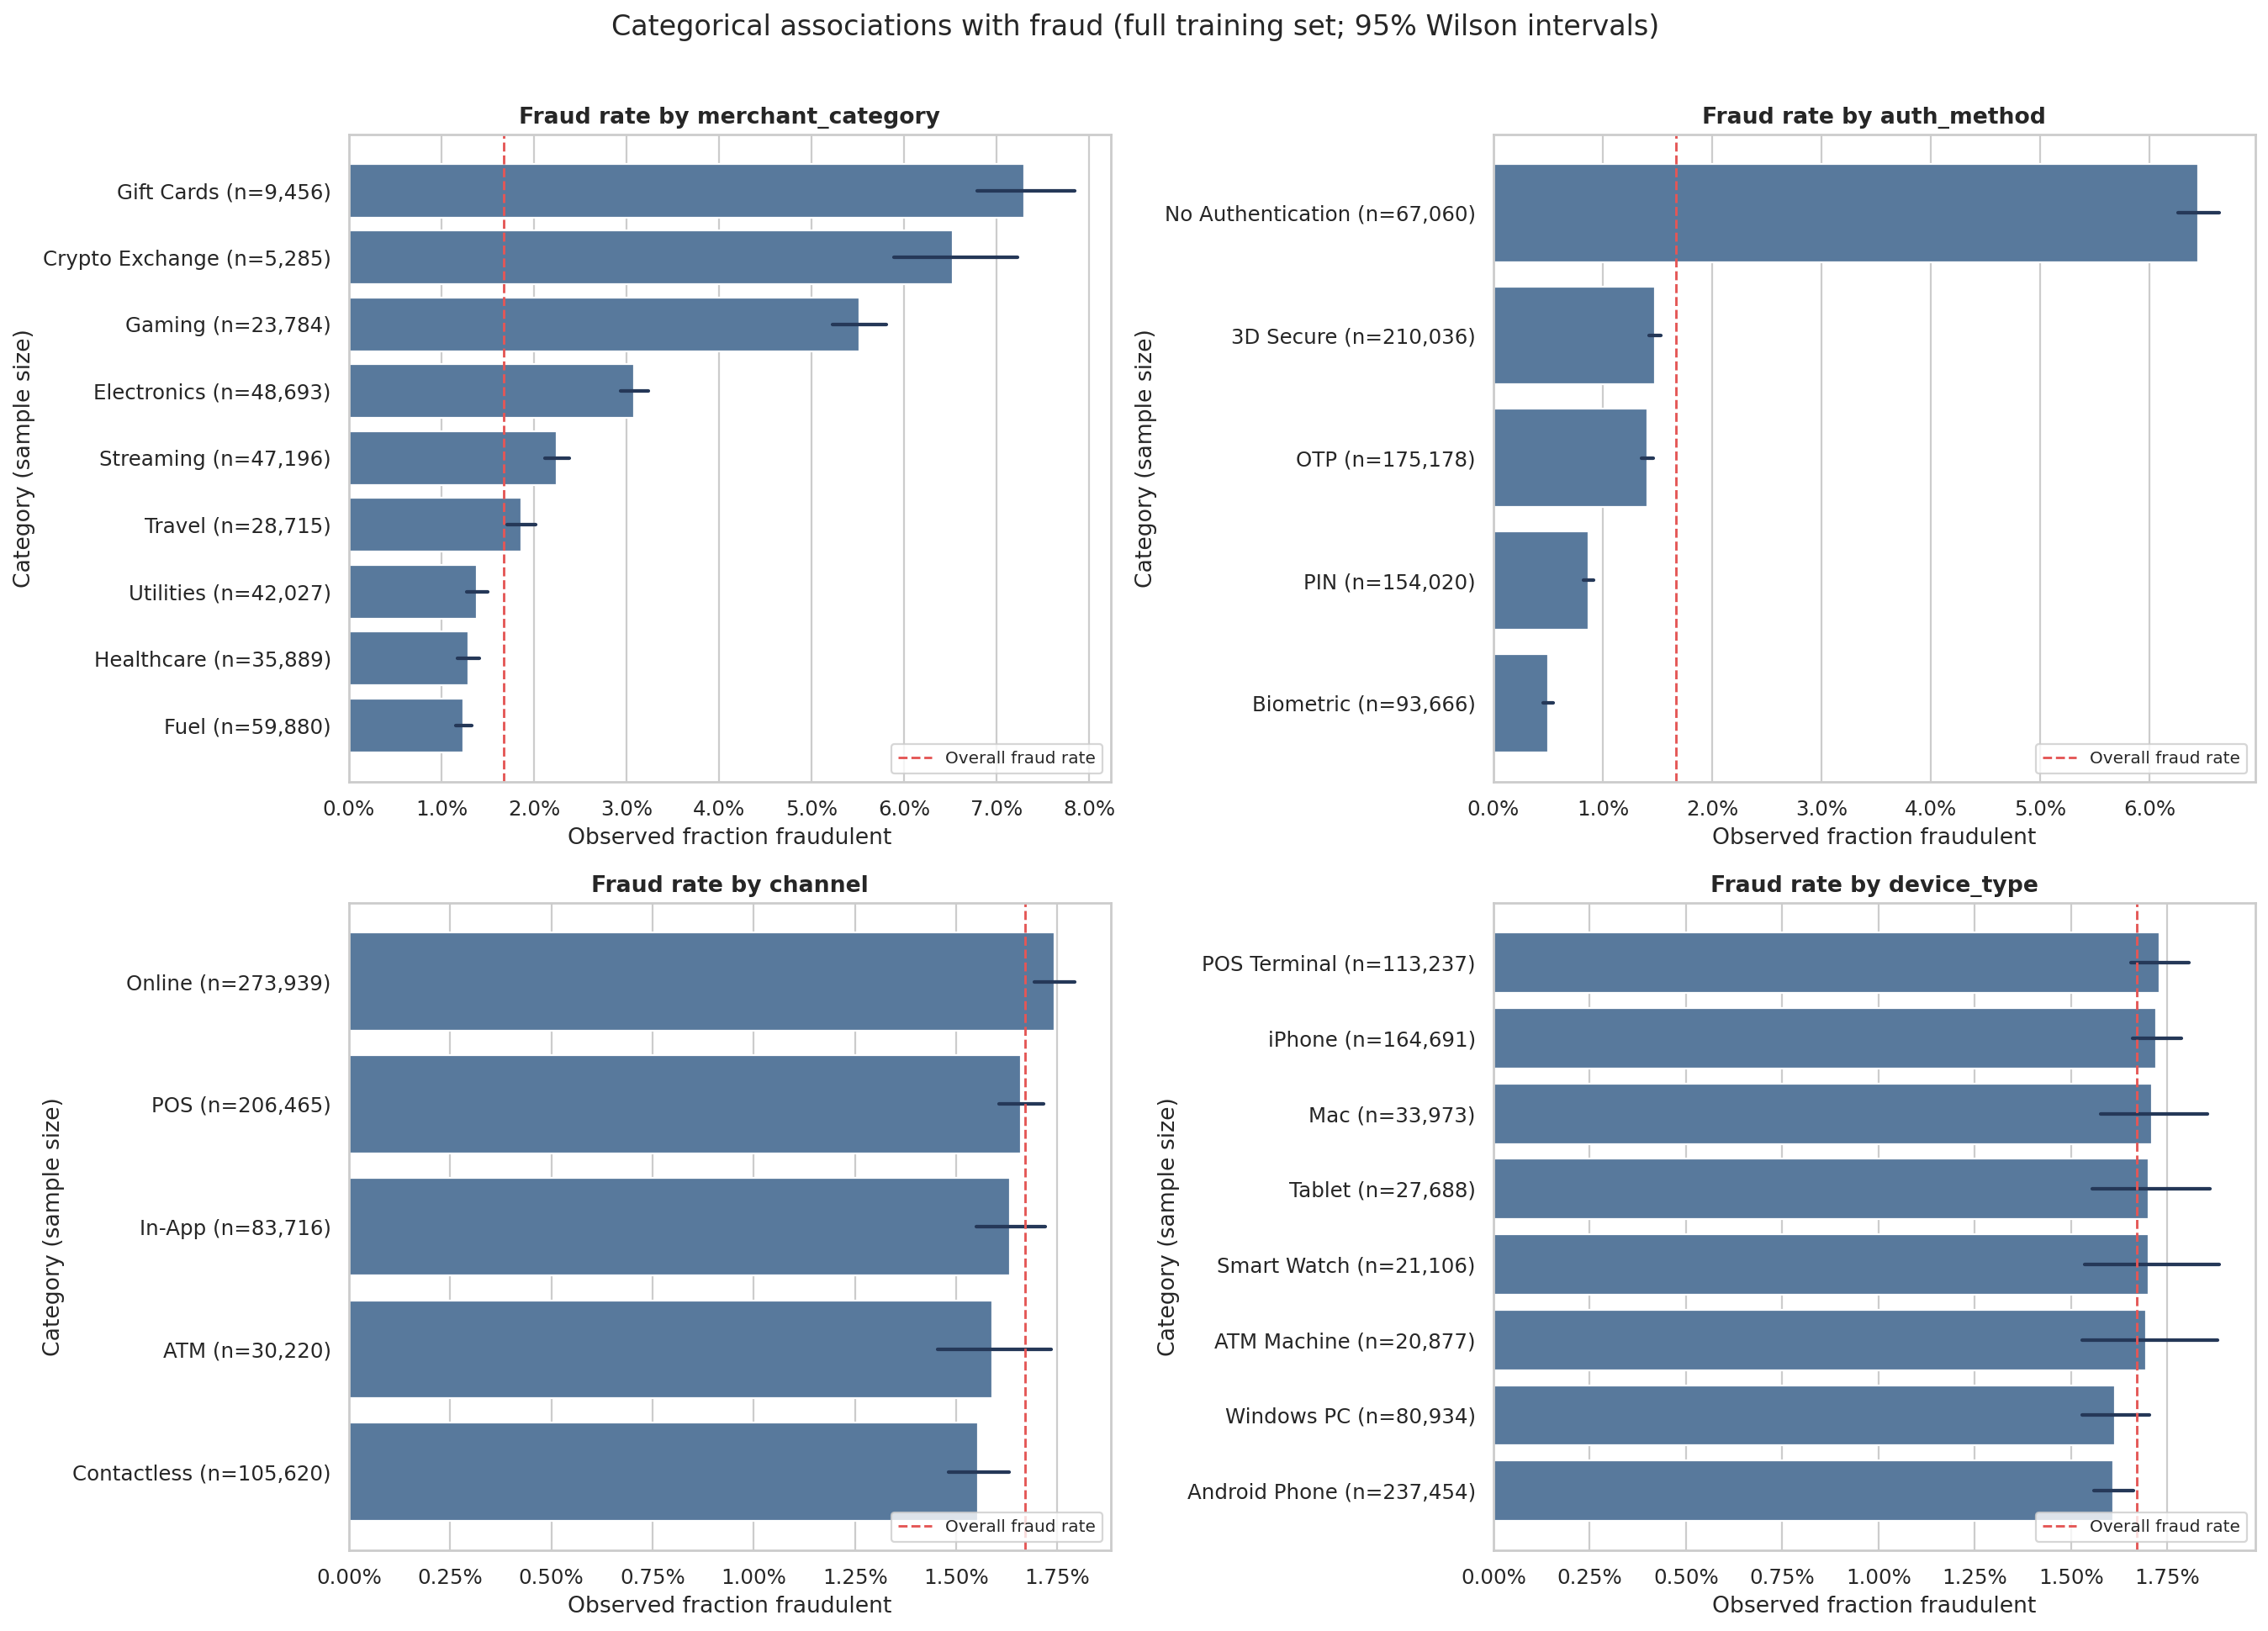 Categorical associations with fraud (full training set; 95% Wilson intervals)
Fraud rate by merchant_category
Category (sample size)
Gift Cards (n=9,456)
Crypto Exchange (n=5,285)
Gaming (n=23,784)
Electronics (n=48,693)
Streaming (n=47,196)
Travel (n=28,715)
Utilities (n=42,027)
Healthcare (n=35,889)
Fuel (n=59,880)
Overall fraud rate
0.0% 1.0% 2.0% 3.0% 4.0% 5.0% 6.0% 7.0% 8.0%
Observed fraction fraudulent
Fraud rate by auth_method
Category (sample size)
No Authentication (n=67,060)
3D Secure (n=210,036)
OTP (n=175,178)
PIN (n=154,020)
Biometric (n=93,666)
Overall fraud rate
0.0% 1.0% 2.0% 3.0% 4.0% 5.0% 6.0%
Observed fraction fraudulent
Fraud rate by channel
Category (sample size)
Online (n=273,939)
POS (n=206,465)
In-App (n=83,716)
ATM (n=30,220)
Contactless (n=105,620)
Overall fraud rate
0.00% 0.25% 0.50% 0.75% 1.00% 1.25% 1.50% 1.75%
Observed fraction fraudulent
Fraud rate by device_type
Category (sample size)
POS Terminal (n=113,237)
iPhone (n=164,691)
Mac (n=33,973)
Tablet (n=27,688)
Smart Watch (n=21,106)
ATM Machine (n=20,877)
Windows PC (n=80,934)
Android Phone (n=237,454)
Overall fraud rate
0.00% 0.25% 0.50% 0.75% 1.00% 1.25% 1.50% 1.75%
Observed fraction fraudulent